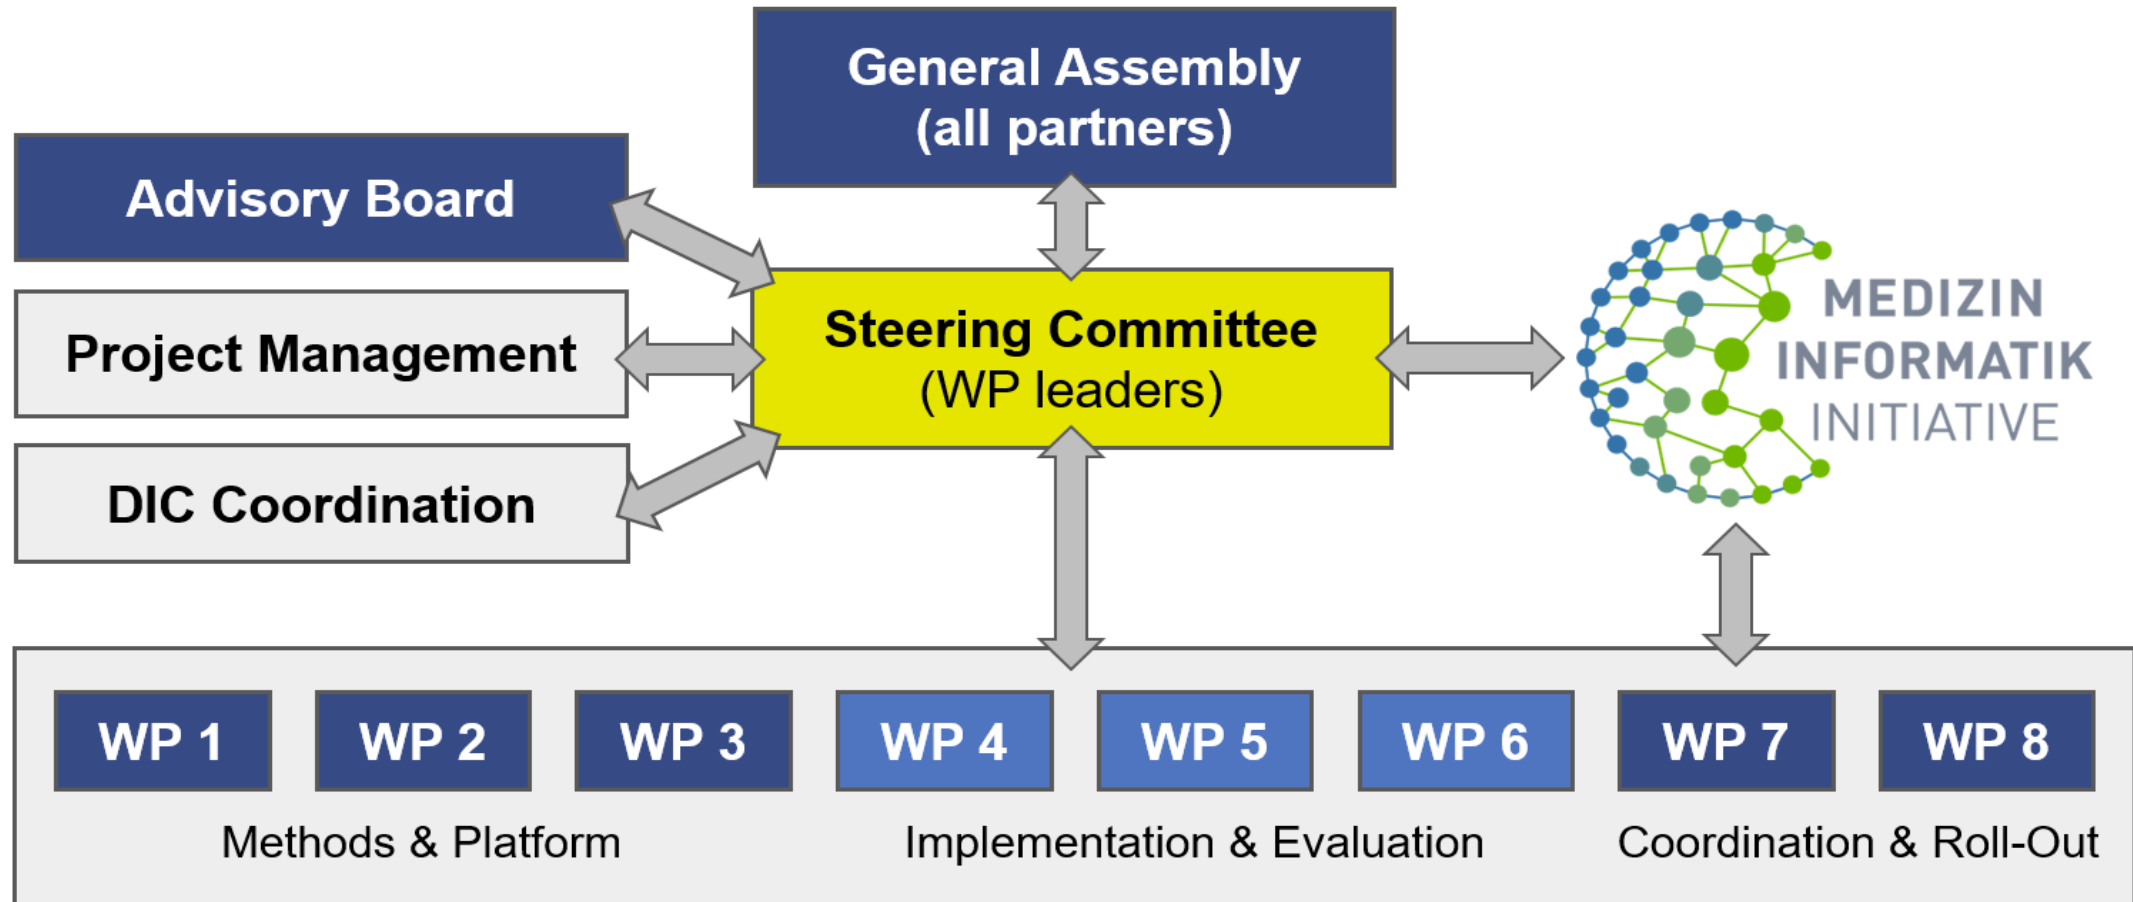 General Assembly
(all partners)
Advisory Board
Project Management
DIC Coordination
Steering Committee
(WP leaders)
MEDIZIN
INFORMATIK
INITIATIVE
WP 1
WP 2
WP 3
WP 4
WP 5
WP 6
WP 7
WP 8
Methods & Platform
Implementation & Evaluation
Coordination & Roll-Out